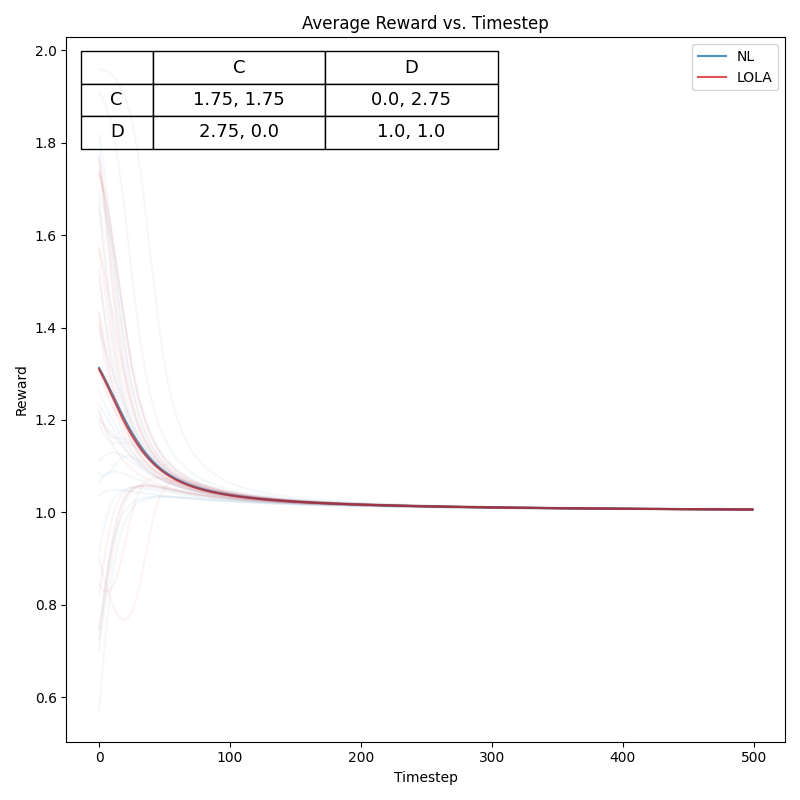 Average Reward vs. Timestep
C D
C 1.75, 1.75 0.0, 2.75
D 2.75, 0.0 1.0, 1.0
NL
LOLA
2.0
1.8
1.6
1.4
1.2
1.0
0.8
0.6
Reward
0 100 200 300 400 500
Timestep